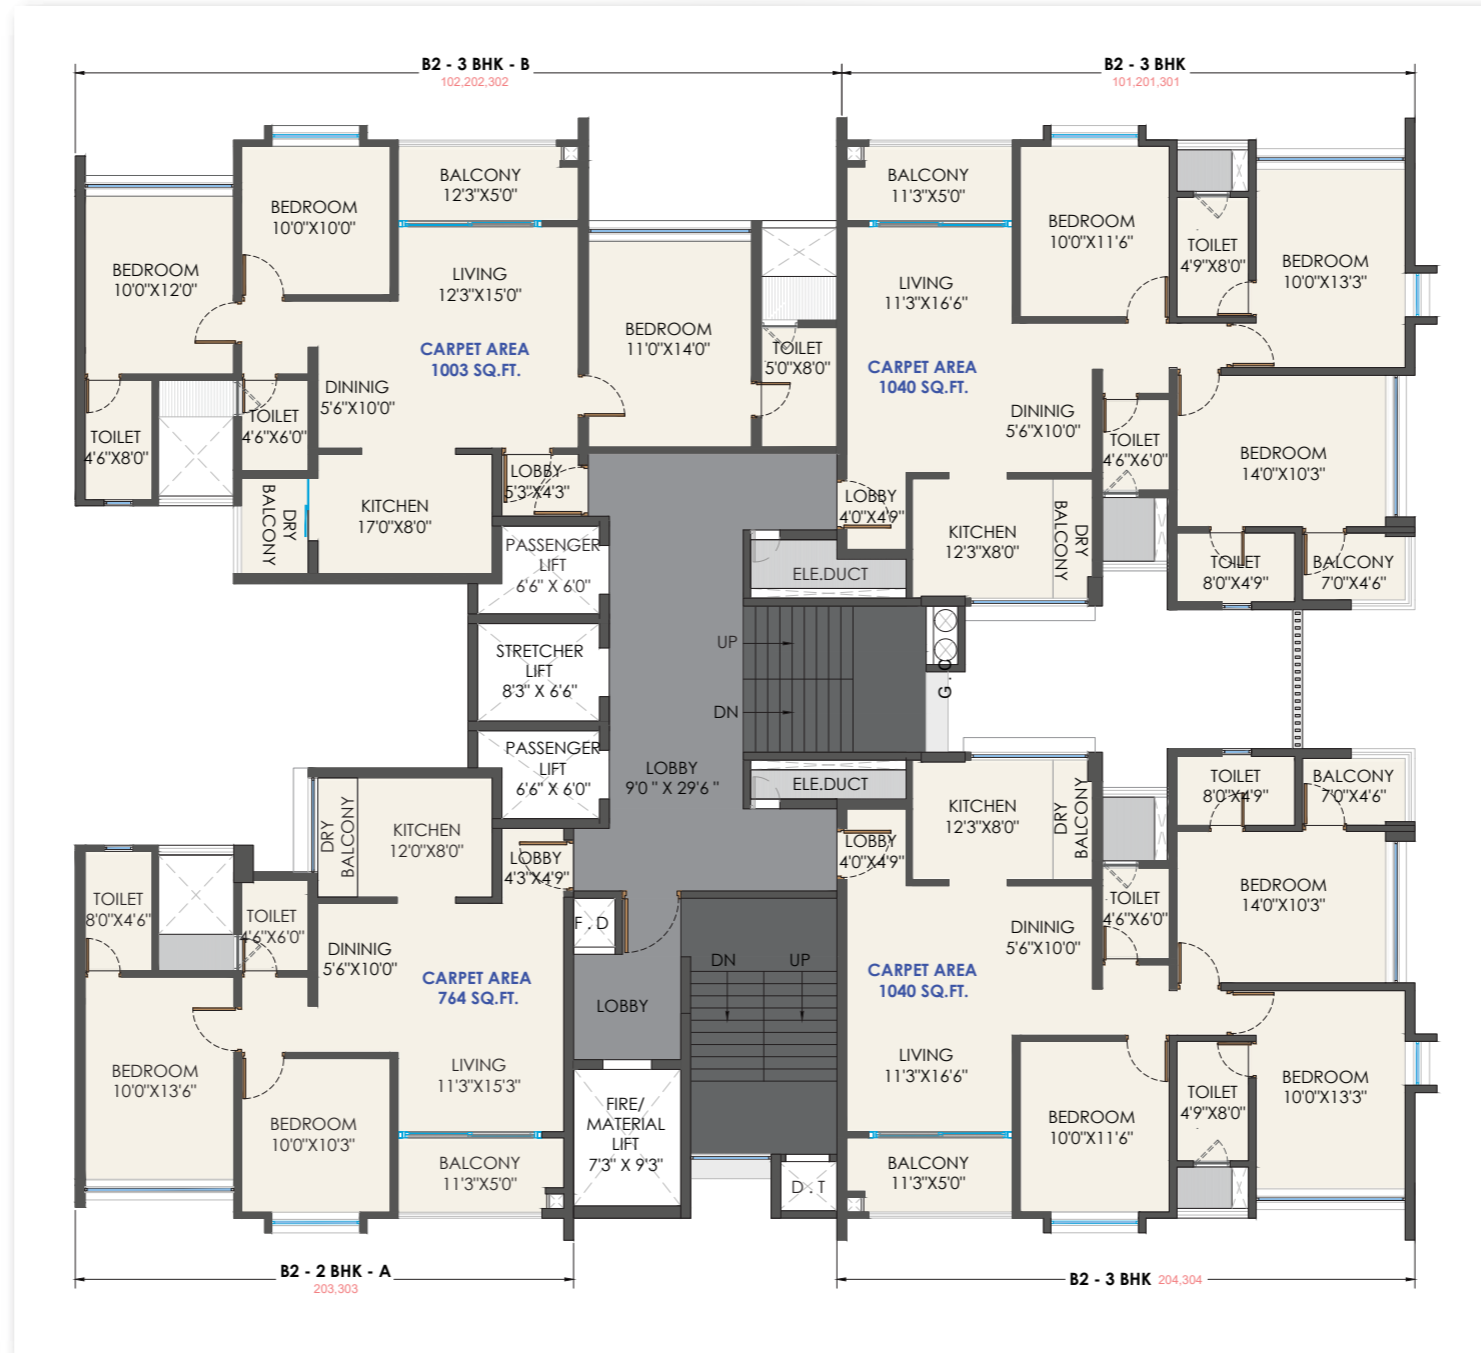 B2 - 3 BHK - B
102,202,302
B2 - 3 BHK
101,201,301
BALCONY
12'3"X5'0"
BEDROOM
10'0"X10'0"
BEDROOM
10'0"X12'0"
LIVING
12'3"X15'0"
CARPET AREA
1003 SQ.FT.
DININIG
5'6"X10'0"
BEDROOM
11'0"X14'0"
TOILET
5'0"X8'0"
TOILET
4'6"X8'0"
TOILET
4'6"X6'0"
DRY
BALCONY
KITCHEN
17'0"X8'0"
LOBBY
5'3"X4'3"
BALCONY
11'3"X5'0"
BEDROOM
10'0"X11'6"
TOILET
4'9"X8'0"
BEDROOM
10'0"X13'3"
LIVING
11'3"X16'6"
CARPET AREA
1040 SQ.FT.
DINING
5'6"X10'0"
TOILET
4'6"X6'0"
BEDROOM
14'0"X10'3"
LOBBY
4'0"X4'9"
KITCHEN
12'3"X8'0"
DRY
BALCONY
TOILET
8'0"X4'9"
BALCONY
7'0"X4'6"
PASSENGER
LIFT
6'6" X 6'0"
STRETCHER
LIFT
8'3" X 6'6"
PASSENGER
LIFT
6'6" X 6'0"
ELE.DUCT
UP
DN
ELE.DUCT
LOBBY
9'0 " X 29'6 "
DRY
BALCONY
KITCHEN
12'0"X8'0"
LOBBY
4'3"X4'9"
TOILET
8'0"X4'6"
TOILET
4'6"X6'0"
DININIG
5'6"X10'0"
CARPET AREA
764 SQ.FT.
BEDROOM
10'0"X13'6"
LIVING
11'3"X15'3"
BEDROOM
10'0"X10'3"
BALCONY
11'3"X5'0"
F . D
LOBBY
DN
UP
FIRE/
MATERIAL
LIFT
7'3" X 9'3"
D . T
KITCHEN
12'3"X8'0"
DRY
BALCONY
TOILET
8'0"X4'9"
BALCONY
7'0"X4'6"
LOBBY
4'0"X4'9"
TOILET
4'6"X6'0"
BEDROOM
14'0"X10'3"
DINING
5'6"X10'0"
CARPET AREA
1040 SQ.FT.
LIVING
11'3"X16'6"
BEDROOM
10'0"X11'6"
TOILET
4'9"X8'0"
BEDROOM
10'0"X13'3"
BALCONY
11'3"X5'0"
B2 - 2 BHK - A
203,303
B2 - 3 BHK 204,304